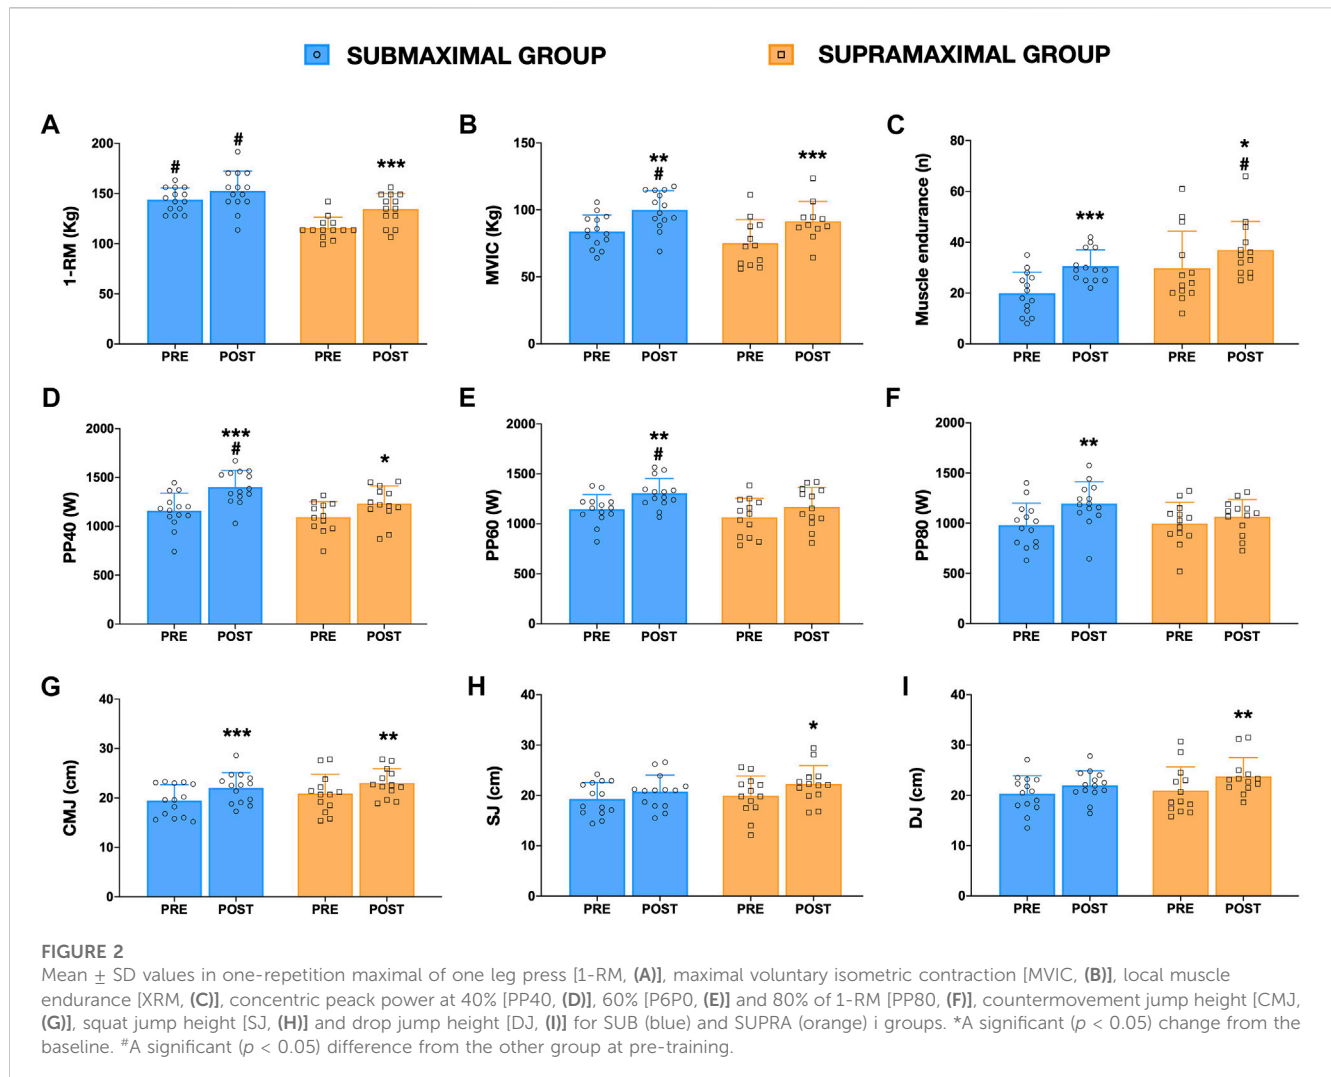 SUBMAXIMAL GROUP SUPRAMAXIMAL GROUP
A
1-RM (Kg)
200
150
100
50
0
#
#
***
PRE POST PRE POST
B
MVIC (Kg)
150
100
50
0
**
#
***
PRE POST PRE POST
C
Muscle endurance (n)
80
60
40
20
0
***
*
#
PRE POST PRE POST
D
PP40 (W)
2000
1500
1000
500
0
***
#
*
PRE POST PRE POST
E
PP60 (W)
2000
1500
1000
500
0
**
#
PRE POST PRE POST
F
PP80 (W)
2000
1500
1000
500
0
**
PRE POST PRE POST
G
CMJ (cm)
40
30
20
10
0
***
**
PRE POST PRE POST
H
SJ (cm)
40
30
20
10
0
*
PRE POST PRE POST
I
DJ (cm)
40
30
20
10
0
**
PRE POST PRE POST
FIGURE 2
Mean ± SD values in one-repetition maximal of one leg press [1-RM, (A)], maximal voluntary isometric contraction [MVIC, (B)], local muscle
endurance [XRM, (C)], concentric peack power at 40% [PP40, (D)], 60% [P6P0, (E)] and 80% of 1-RM [PP80, (F)], countermovement jump height [CMJ,
(G)], squat jump height [SJ, (H)] and drop jump height [DJ, (I)] for SUB (blue) and SUPRA (orange) i groups. *A significant (p < 0.05) change from the
baseline. #A significant (p < 0.05) difference from the other group at pre-training.